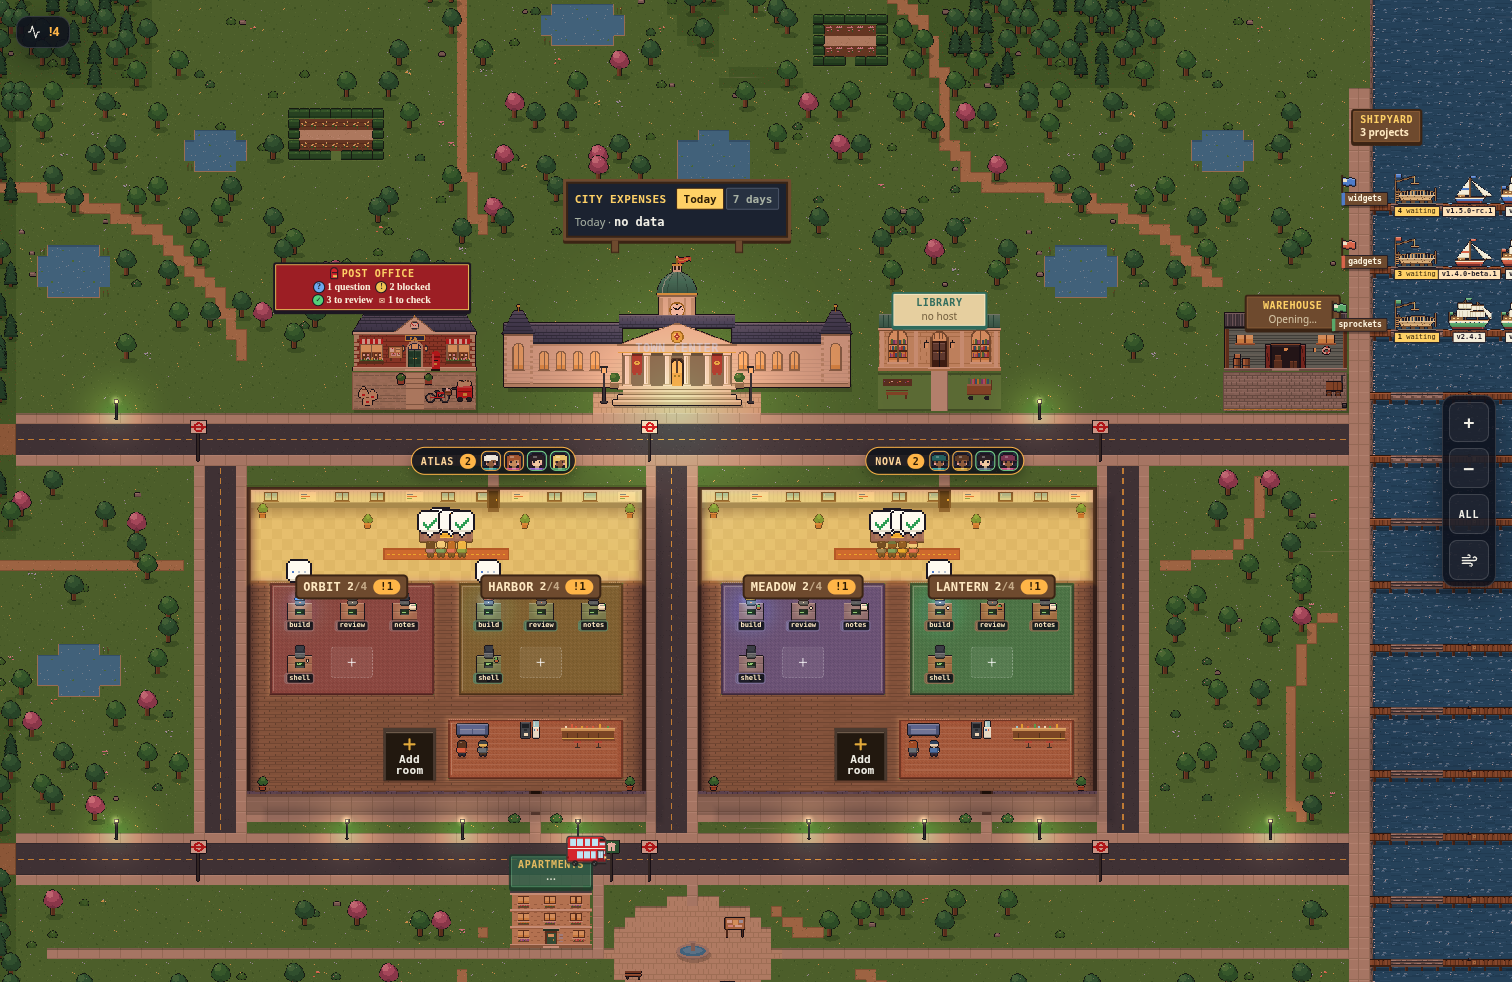 !4
SHIPYARD
3 projects
CITY EXPENSES Today 7 days
Today · no data
widgets
4 waiting v1.5.0-rc.1
gadgets
3 waiting v1.4.0-beta.1
sprockets
1 waiting v2.4.1
POST OFFICE
? 1 question ! 2 blocked
3 to review 1 to check
LIBRARY
no host
WAREHOUSE
Opening...
+
−
ALL
ATLAS 2
NOVA 2
ORBIT 2/4 !1
HARBOR 2/4 !1
MEADOW 2/4 !1
LANTERN 2/4 !1
build review notes
build review notes
build review notes
build review notes
shell +
shell +
shell +
shell +
+
Add
room
+
Add
room
APARTMENTS
...